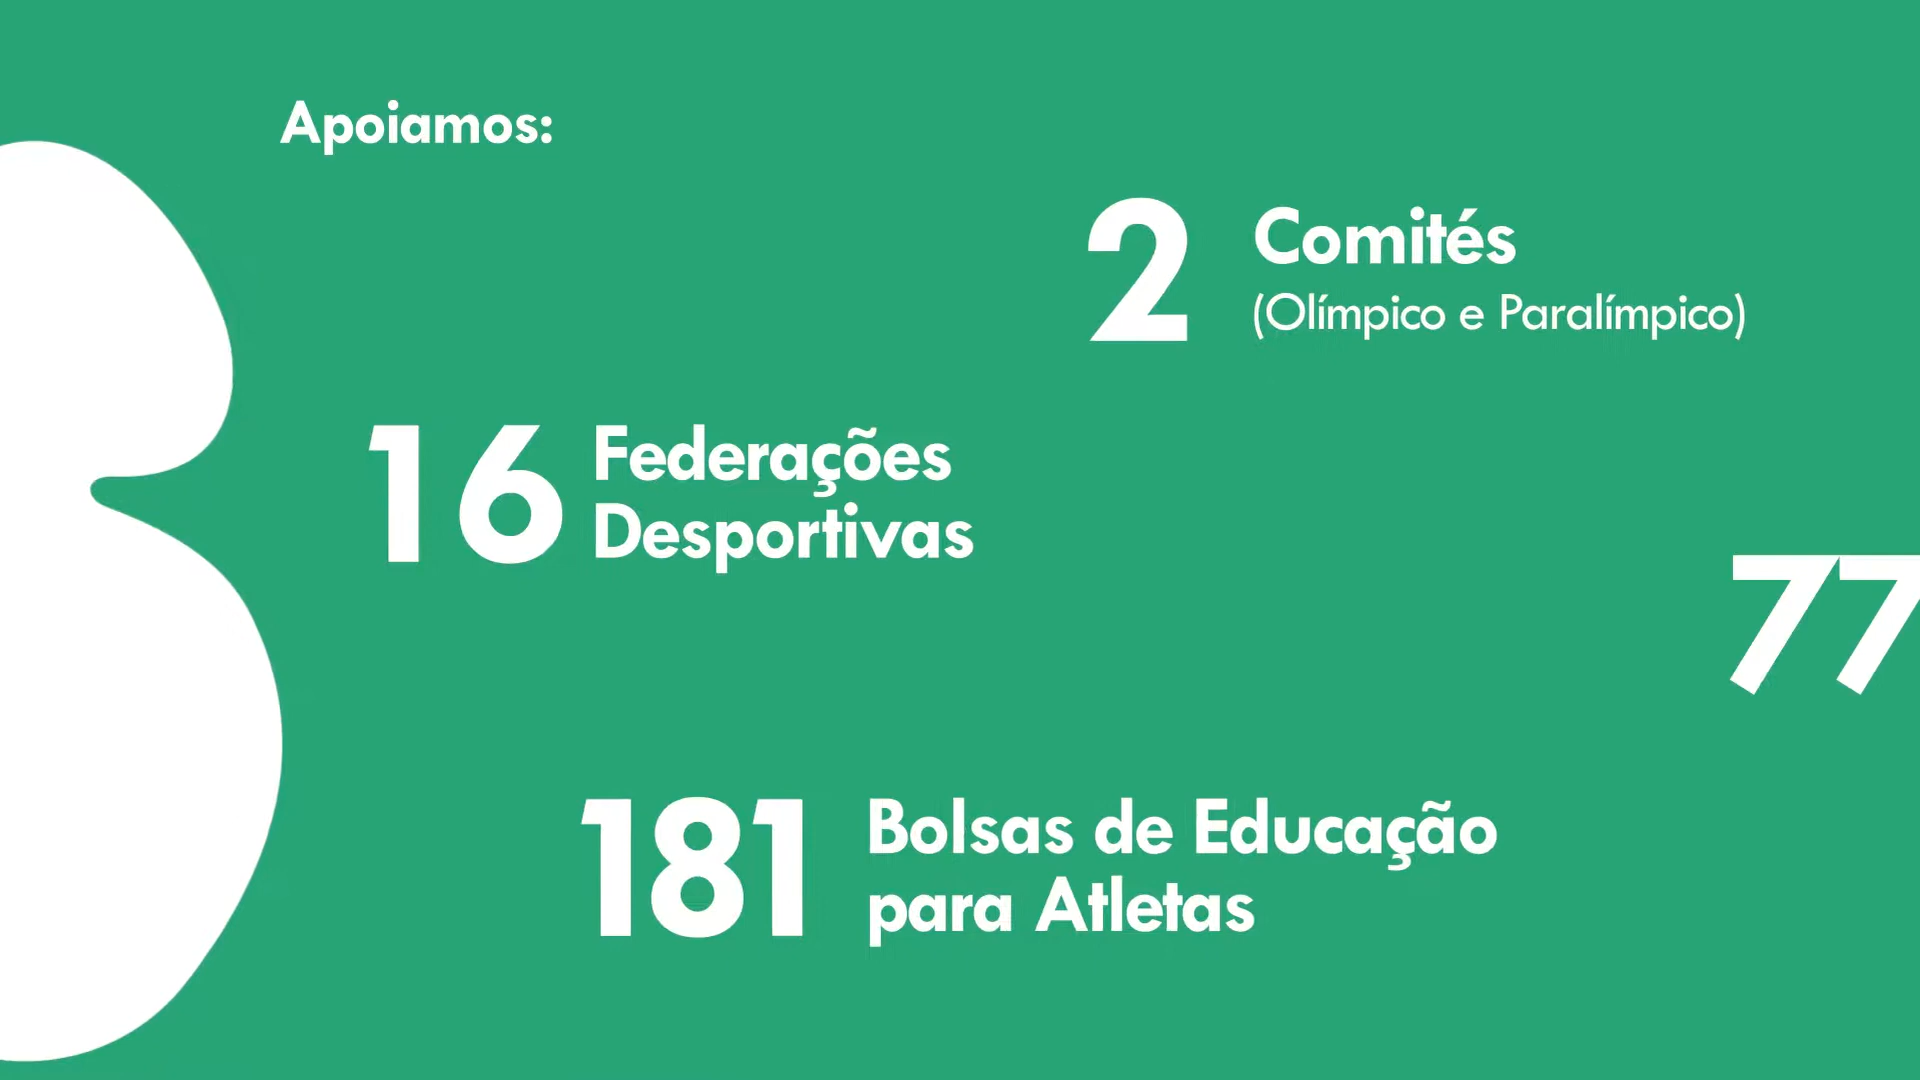 Apoiamos:
2 Comités
(Olímpico e Paralímpico)
16 Federações
Desportivas
77
181 Bolsas de Educação
para Atletas